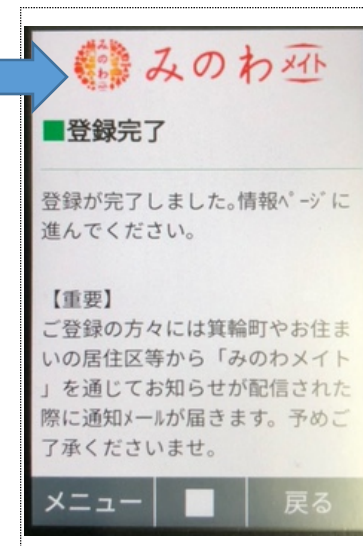 みのわ
みのわメイト
■登録完了
登録が完了しました。情報ﾍﾟｰｼﾞに
進んでください。
【重要】
ご登録の方々には箕輪町やお住ま
いの居住区等から「みのわメイト
」を通じてお知らせが配信された
際に通知ﾒｰﾙが届きます。予めご
了承くださいませ。
メニュー
戻る